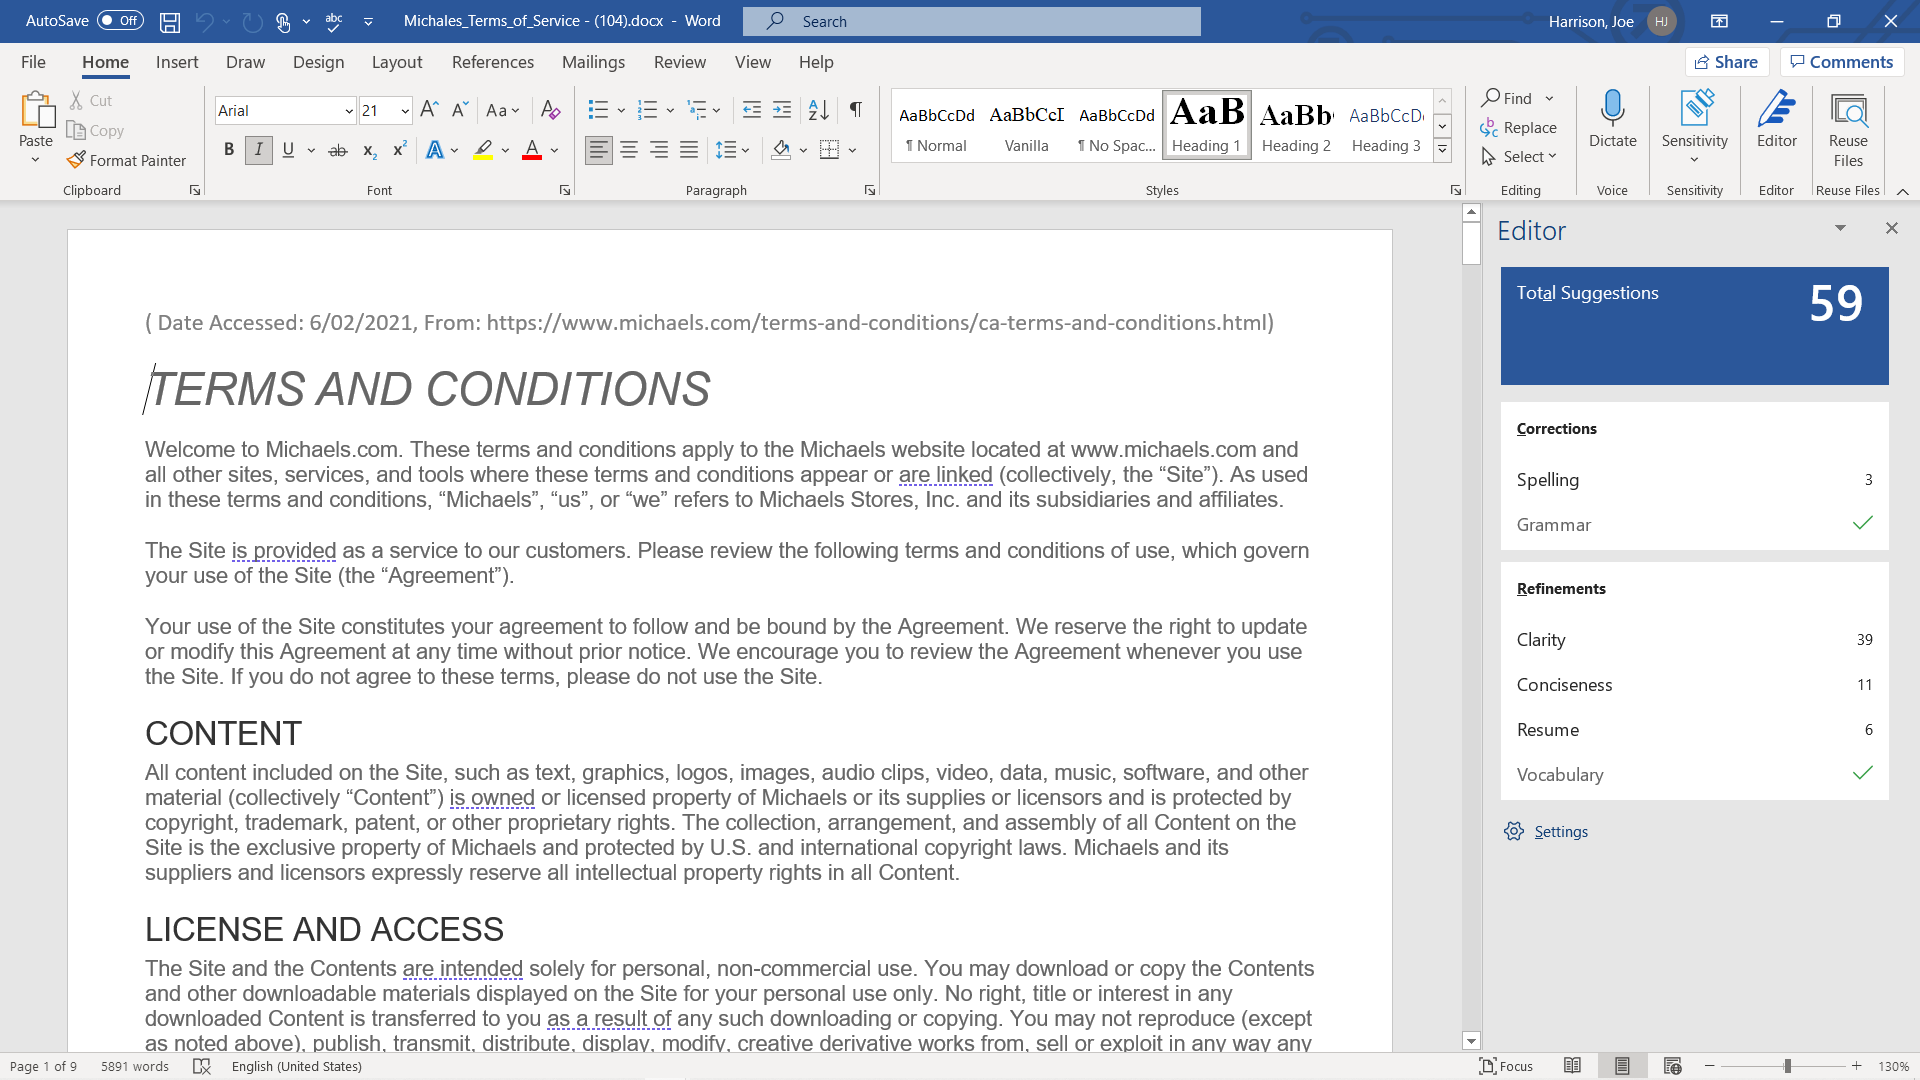 AutoSave Off Michales_Terms_of_Service - (104).docx - Word Search Harrison, Joe HJ
File Home Insert Draw Design Layout References Mailings Review View Help Share Comments
Paste Cut Copy Format Painter Clipboard
Arial 21 Font
Paragraph
AaBbCcDd AaBbCcI AaBbCcDd AaB AaBb AaBbCcD
¶ Normal Vanilla ¶ No Spac... Heading 1 Heading 2 Heading 3
Styles
Find Replace Select Editing
Dictate Voice
Sensitivity Sensitivity
Editor Editor
Reuse Files Reuse Files
( Date Accessed: 6/02/2021, From: https://www.michaels.com/terms-and-conditions/ca-terms-and-conditions.html)
TERMS AND CONDITIONS
Welcome to Michaels.com. These terms and conditions apply to the Michaels website located at www.michaels.com and
all other sites, services, and tools where these terms and conditions appear or are linked (collectively, the “Site”). As used
in these terms and conditions, “Michaels”, “us”, or “we” refers to Michaels Stores, Inc. and its subsidiaries and affiliates.
The Site is provided as a service to our customers. Please review the following terms and conditions of use, which govern
your use of the Site (the “Agreement”).
Your use of the Site constitutes your agreement to follow and be bound by the Agreement. We reserve the right to update
or modify this Agreement at any time without prior notice. We encourage you to review the Agreement whenever you use
the Site. If you do not agree to these terms, please do not use the Site.
CONTENT
All content included on the Site, such as text, graphics, logos, images, audio clips, video, data, music, software, and other
material (collectively “Content”) is owned or licensed property of Michaels or its supplies or licensors and is protected by
copyright, trademark, patent, or other proprietary rights. The collection, arrangement, and assembly of all Content on the
Site is the exclusive property of Michaels and protected by U.S. and international copyright laws. Michaels and its
suppliers and licensors expressly reserve all intellectual property rights in all Content.
LICENSE AND ACCESS
The Site and the Contents are intended solely for personal, non-commercial use. You may download or copy the Contents
and other downloadable materials displayed on the Site for your personal use only. No right, title or interest in any
downloaded Content is transferred to you as a result of any such downloading or copying. You may not reproduce (except
as noted above), publish, transmit, distribute, display, modify, creative derivative works from, sell or exploit in any way any
Editor
Total Suggestions 59
Corrections
Spelling 3
Grammar
Refinements
Clarity 39
Conciseness 11
Resume 6
Vocabulary
Settings
Page 1 of 9 5891 words English (United States) Focus 130%